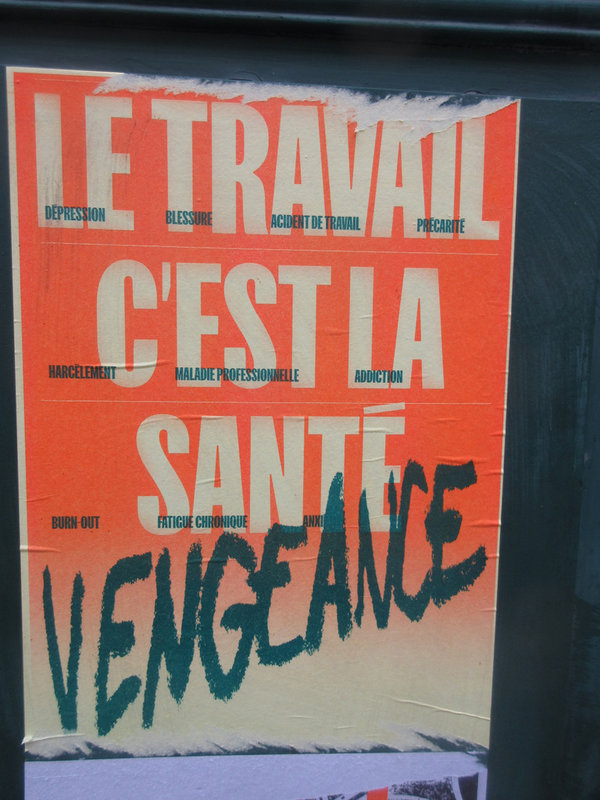 LE TRAVAIL
DÉPRESSION BLESSURE ACIDENT DE TRAVAIL PRÉCARITÉ
C'EST LA
HARCÈLEMENT MALADIE PROFESSIONNELLE ADDICTION
SANTÉ
BURN-OUT FATIGUE CHRONIQUE
VENGEANCE